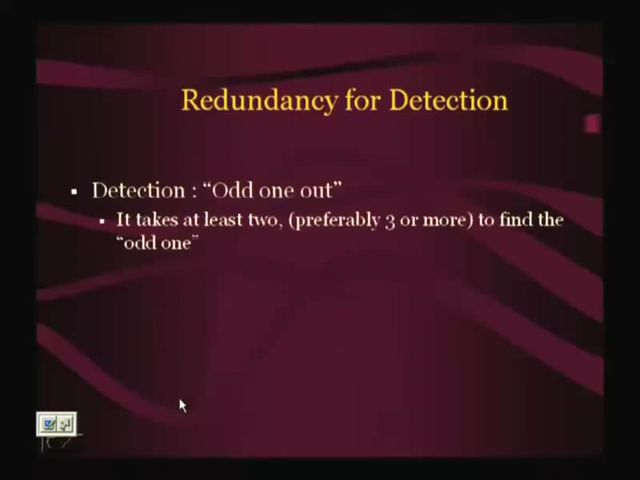 Redundancy for Detection
Detection : “Odd one out”
It takes at least two, (preferably 3 or more) to find the
“odd one”